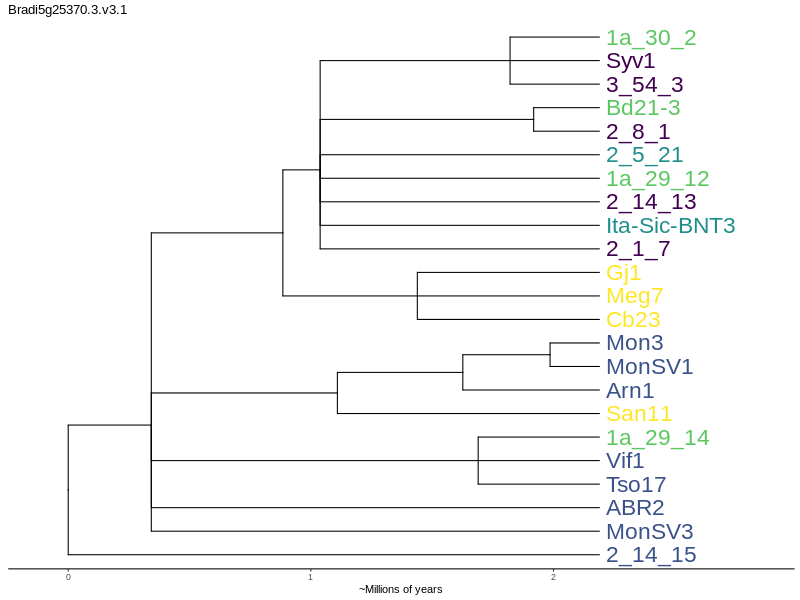 Bradi5g25370.3.v3.1
1a_30_2
Syv1
3_54_3
Bd21-3
2_8_1
2_5_21
1a_29_12
2_14_13
Ita-Sic-BNT3
2_1_7
Gj1
Meg7
Cb23
Mon3
MonSV1
Arn1
San11
1a_29_14
Vif1
Tso17
ABR2
MonSV3
2_14_15
0 1 2
~Millions of years